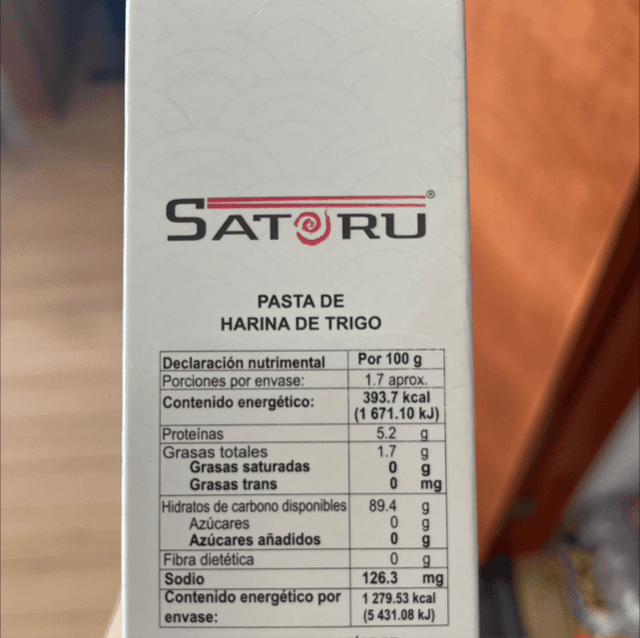 SATORU®
PASTA DE
HARINA DE TRIGO
Declaración nutrimental Por 100 g
Porciones por envase: 1.7 aprox.
Contenido energético: 393.7 kcal
(1 671.10 kJ)
Proteínas 5.2 g
Grasas totales 1.7 g
Grasas saturadas 0 g
Grasas trans 0 mg
Hidratos de carbono disponibles 89.4 g
Azúcares 0 g
Azúcares añadidos 0 g
Fibra dietética 0 g
Sodio 126.3 mg
Contenido energético por 1 279.53 kcal
envase: (5 431.08 kJ)